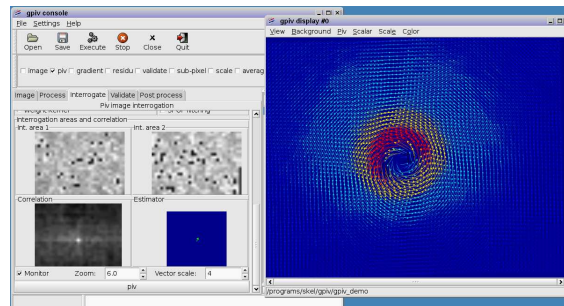 gpiv console
File Settings Help
Open Save Execute Stop Close Quit
image piv gradient residu validate sub-pixel scale averag
Image Process Interrogate Validate Post process
Piv image interrogation
Interrogation areas and correlation
Int. area 1 Int. area 2
Correlation Estimator
Monitor Zoom: 6.0 Vector scale: 4
piv
gpiv display #0
View Background Piv Scalar Scale Color
/programs/skel/gpiv/gpiv_demo